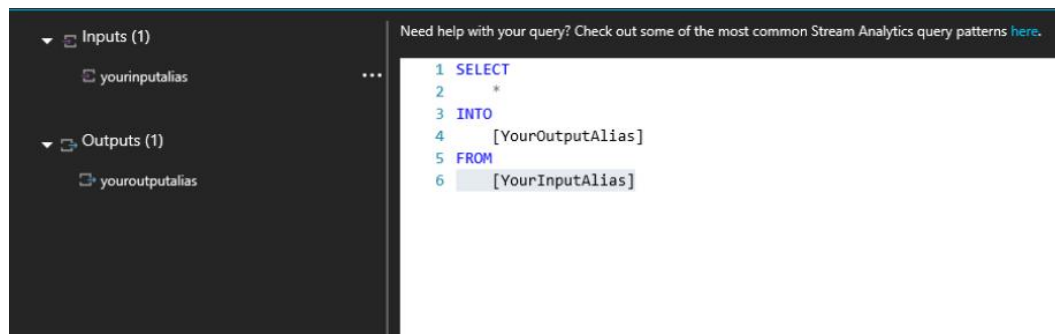 Inputs (1)
yourinputalias
Outputs (1)
youroutputalias
Need help with your query? Check out some of the most common Stream Analytics query patterns here.
1 SELECT
2 *
3 INTO
4 [YourOutputAlias]
5 FROM
6 [YourInputAlias]